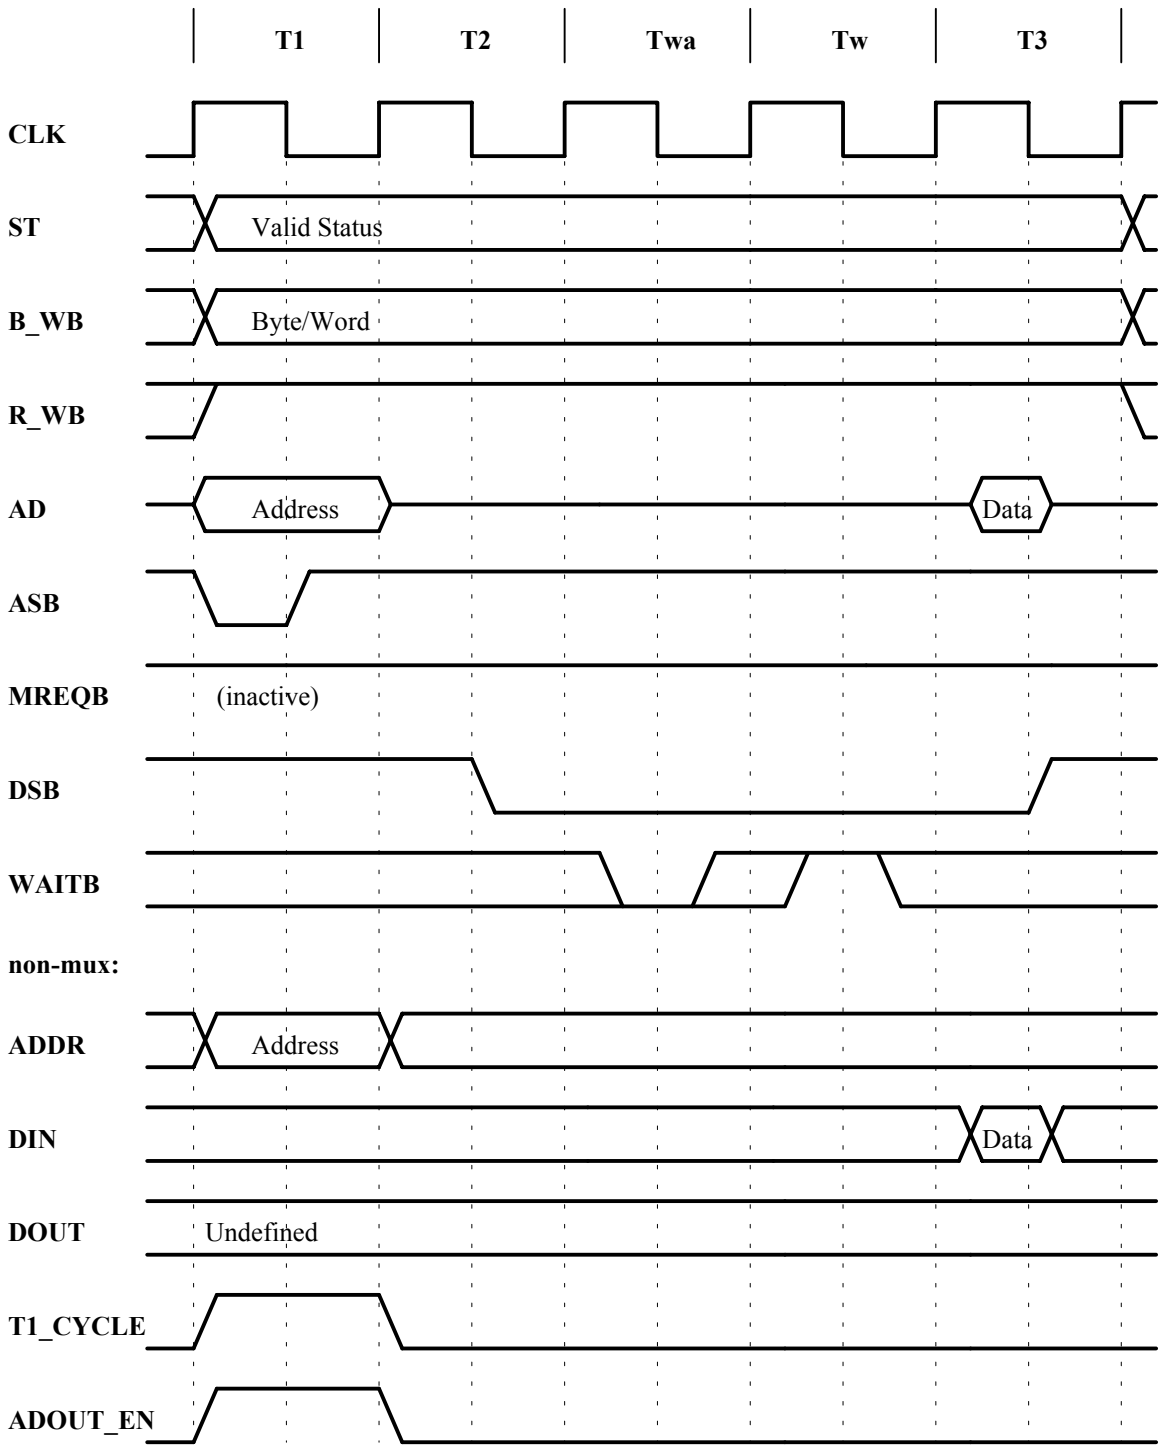 T1 T2 Twa Tw T3
CLK
ST Valid Status
B_WB Byte/Word
R_WB
AD Address Data
ASB
MREQB (inactive)
DSB
WAITB
non-mux:
ADDR Address
DIN Data
DOUT Undefined
T1_CYCLE
ADOUT_EN